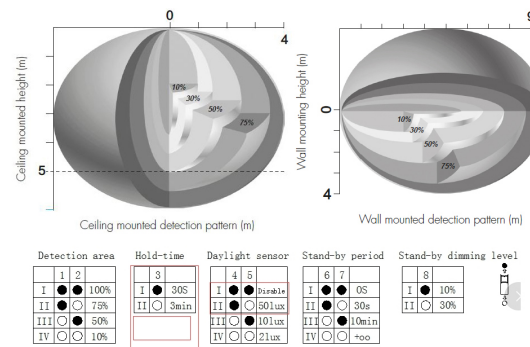 0
4
9
Ceiling mounted height (m)
10%
30%
50%
75%
5
Ceiling mounted detection pattern (m)
Wall mounting height (m)
0
10%
30%
50%
75%
4
Wall mounted detection pattern (m)
Detection area
1 2
I 100%
II 75%
III 50%
IV 10%
Hold-time
3
I 30S
II 3min
Daylight sensor
4 5
I Disable
II 50lux
III 10lux
IV 2lux
Stand-by period
6 7
I 0S
II 30s
III 10min
IV +oo
Stand-by dimming level
8
I 10%
II 30%